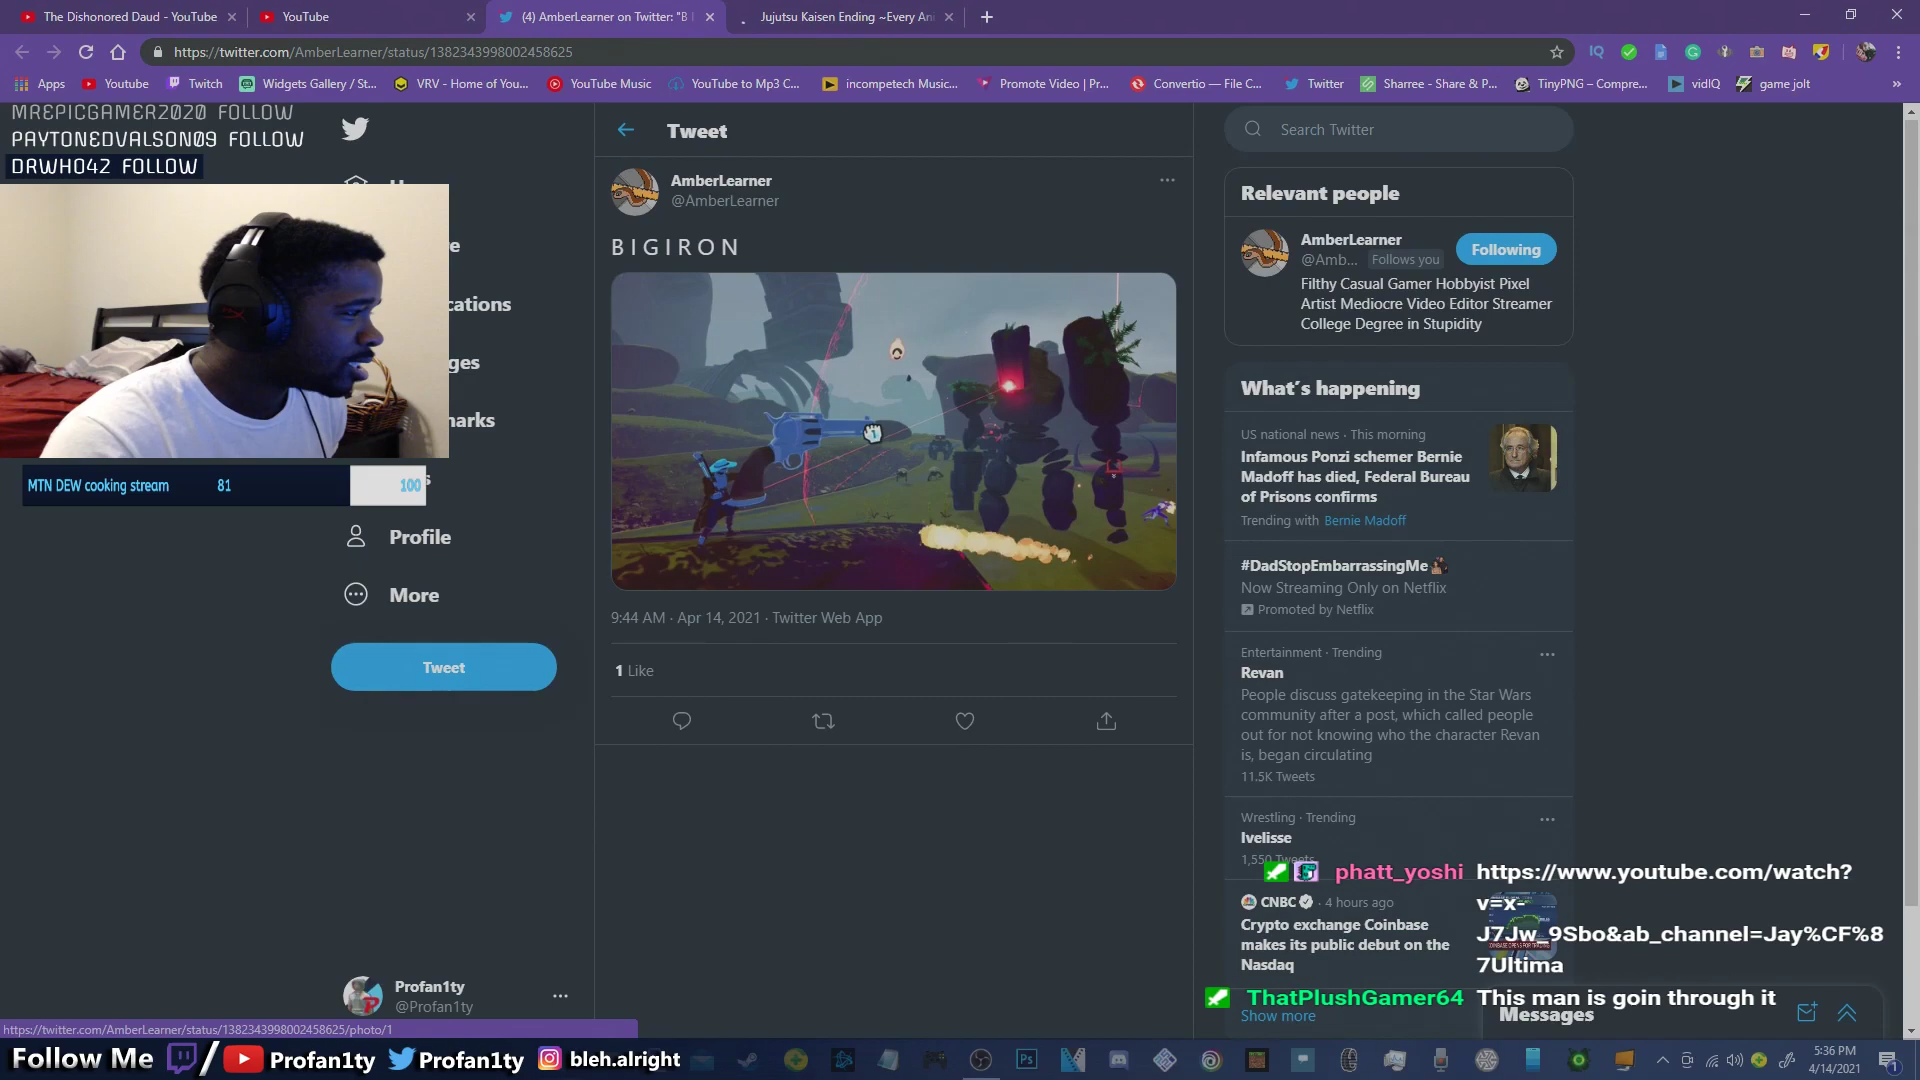 The Dishonored Daud - YouTube
YouTube
(4) AmberLearner on Twitter: "B I
Jujutsu Kaisen Ending ~Every Ani
https://twitter.com/AmberLearner/status/1382343998002458625
Apps
Youtube
Twitch
Widgets Gallery / St...
VRV - Home of You...
YouTube Music
YouTube to Mp3 C...
incompetech Music...
Promote Video | Pr...
Convertio — File C...
Twitter
Sharree - Share & P...
TinyPNG – Compre...
vidIQ
game jolt
MREPICGAMER2020 FOLLOW
PAYTONEDVALSON09 FOLLOW
DRWHO42 FOLLOW
MTN DEW cooking stream 81 100
Profile
More
Tweet
Profan1ty
@Profan1ty
Tweet
AmberLearner
@AmberLearner
B I G I R O N
9:44 AM · Apr 14, 2021 · Twitter Web App
1 Like
Search Twitter
Relevant people
AmberLearner
@Amb... Follows you
Following
Filthy Casual Gamer Hobbyist Pixel
Artist Mediocre Video Editor Streamer
College Degree in Stupidity
What's happening
US national news · This morning
Infamous Ponzi schemer Bernie
Madoff has died, Federal Bureau
of Prisons confirms
Trending with Bernie Madoff
#DadStopEmbarrassingMe
Now Streaming Only on Netflix
Promoted by Netflix
Entertainment · Trending
Revan
People discuss gatekeeping in the Star Wars
community after a post, which called people
out for not knowing who the character Revan
is, began circulating
11.5K Tweets
Wrestling · Trending
Ivelisse
1,550 Tweets
CNBC · 4 hours ago
Crypto exchange Coinbase
makes its public debut on the
Nasdaq
Show more
phatt_yoshi https://www.youtube.com/watch?
v=x-
J7Jw_9Sbo&ab_channel=Jay%CF%8
7Ultima
ThatPlushGamer64 This man is goin through it
Messages
https://twitter.com/AmberLearner/status/1382343998002458625/photo/1
Follow Me / Profan1ty Profan1ty bleh.alright
5:36 PM
4/14/2021